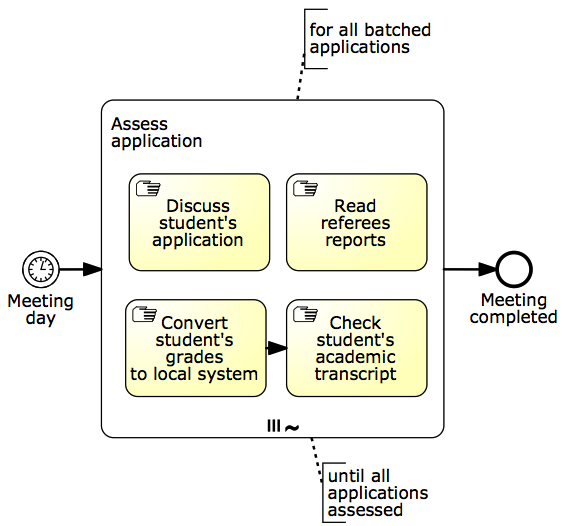 for all batched
applications
Assess
application
Discuss
student's
application
Read
referees
reports
Meeting
day
Meeting
completed
Convert
student's
grades
to local system
Check
student's
academic
transcript
until all
applications
assessed